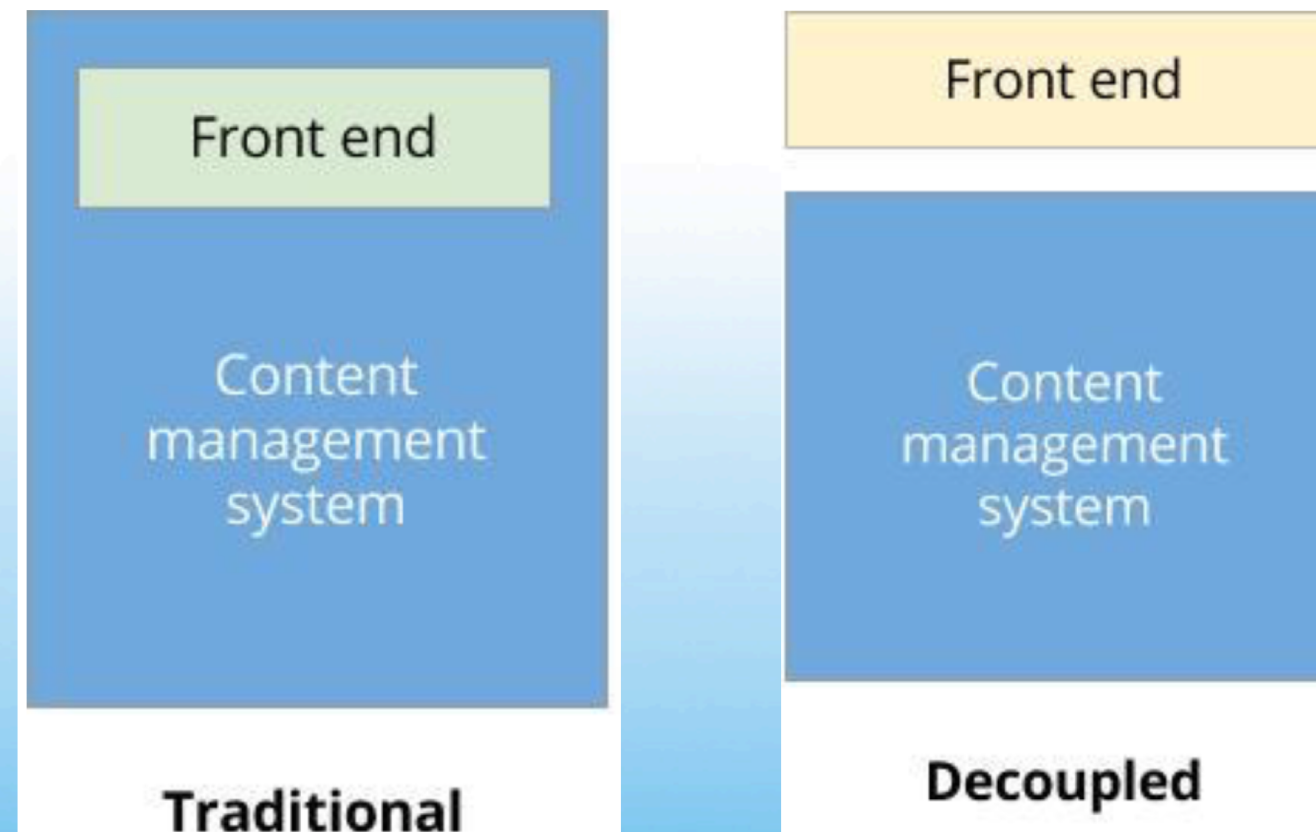 Front end
Content
management
system
Traditional
Front end
Content
management
system
Decoupled